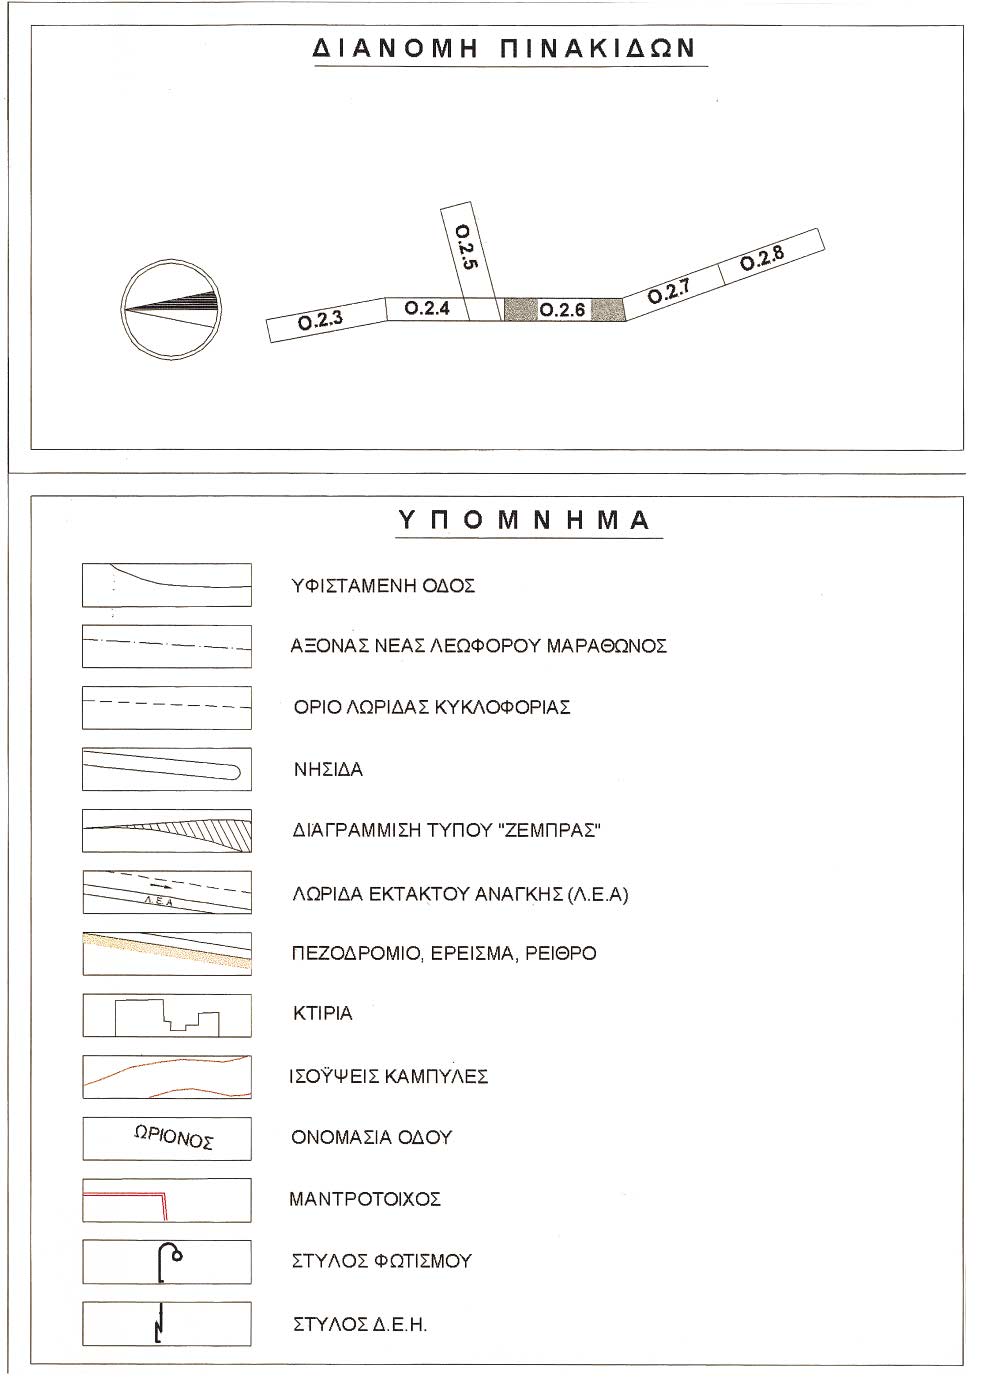 ΔΙΑΝΟΜΗ ΠΙΝΑΚΙΔΩΝ
Ο.2.3
Ο.2.4
Ο.2.5
Ο.2.6
Ο.2.7
Ο.2.8
ΥΠΟΜΝΗΜΑ
ΥΦΙΣΤΑΜΕΝΗ ΟΔΟΣ
ΑΞΟΝΑΣ ΝΕΑΣ ΛΕΩΦΟΡΟΥ ΜΑΡΑΘΩΝΟΣ
ΟΡΙΟ ΛΩΡΙΔΑΣ ΚΥΚΛΟΦΟΡΙΑΣ
ΝΗΣΙΔΑ
ΔΙΑΓΡΑΜΜΙΣΗ ΤΥΠΟΥ "ΖΕΜΠΡΑΣ"
Λ.Ε.Α
ΛΩΡΙΔΑ ΕΚΤΑΚΤΟΥ ΑΝΑΓΚΗΣ (Λ.Ε.Α)
ΠΕΖΟΔΡΟΜΙΟ, ΕΡΕΙΣΜΑ, ΡΕΙΘΡΟ
ΚΤΙΡΙΑ
ΙΣΟΫΨΕΙΣ ΚΑΜΠΥΛΕΣ
ΩΡΙΟΝΟΣ
ΟΝΟΜΑΣΙΑ ΟΔΟΥ
ΜΑΝΤΡΟΤΟΙΧΟΣ
ΣΤΥΛΟΣ ΦΩΤΙΣΜΟΥ
ΣΤΥΛΟΣ Δ.Ε.Η.